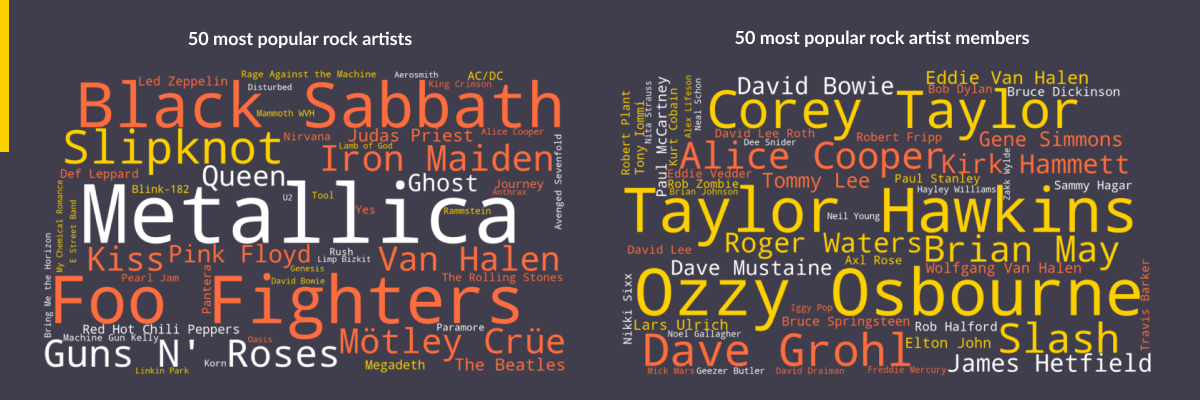 50 most popular rock artists
Led Zeppelin
Rage Against the Machine
Aerosmith
AC/DC
Disturbed
King Crimson
Black Sabbath
Mammoth WVH
Slipknot
Nirvana
Judas Priest
Alice Cooper
Lamb of God
Iron Maiden
Def Leppard
Queen
Ghost
Journey
Anthrax
Avenged Sevenfold
Blink-182
U2
Tool
Metallica
Yes
Rammstein
My Chemical Romance
E Street Band
Bring Me the Horizon
Kiss
Pink Floyd
Rush
Limp Bizkit
Van Halen
Genesis
Pearl Jam
Pantera
David Bowie
The Rolling Stones
Foo Fighters
Red Hot Chili Peppers
Machine Gun Kelly
Oasis
Paramore
Mötley Crüe
Guns N' Roses
Korn
Linkin Park
Megadeth
The Beatles
50 most popular rock artist members
David Bowie
Eddie Van Halen
Bob Dylan
Bruce Dickinson
Robert Plant
Tony Iommi
Nita Strauss
Paul McCartney
Kurt Cobain
Alex Lifeson
Neal Schon
Corey Taylor
David Lee Roth
Dee Snider
Robert Fripp
Gene Simmons
Alice Cooper
Kirk Hammett
Eddie Vedder
Rob Zombie
Brian Johnson
Tommy Lee
Paul Stanley
Hayley Williams
Zakk Wylde
Sammy Hagar
Taylor Hawkins
Neil Young
David Lee
Roger Waters
Brian May
Axl Rose
Dave Mustaine
Wolfgang Van Halen
Nikki Sixx
Ozzy Osbourne
Iggy Pop
Travis Barker
Lars Ulrich
Noel Gallagher
Bruce Springsteen
Rob Halford
Elton John
Slash
Dave Grohl
James Hetfield
Mick Mars
Geezer Butler
David Draiman
Freddie Mercury